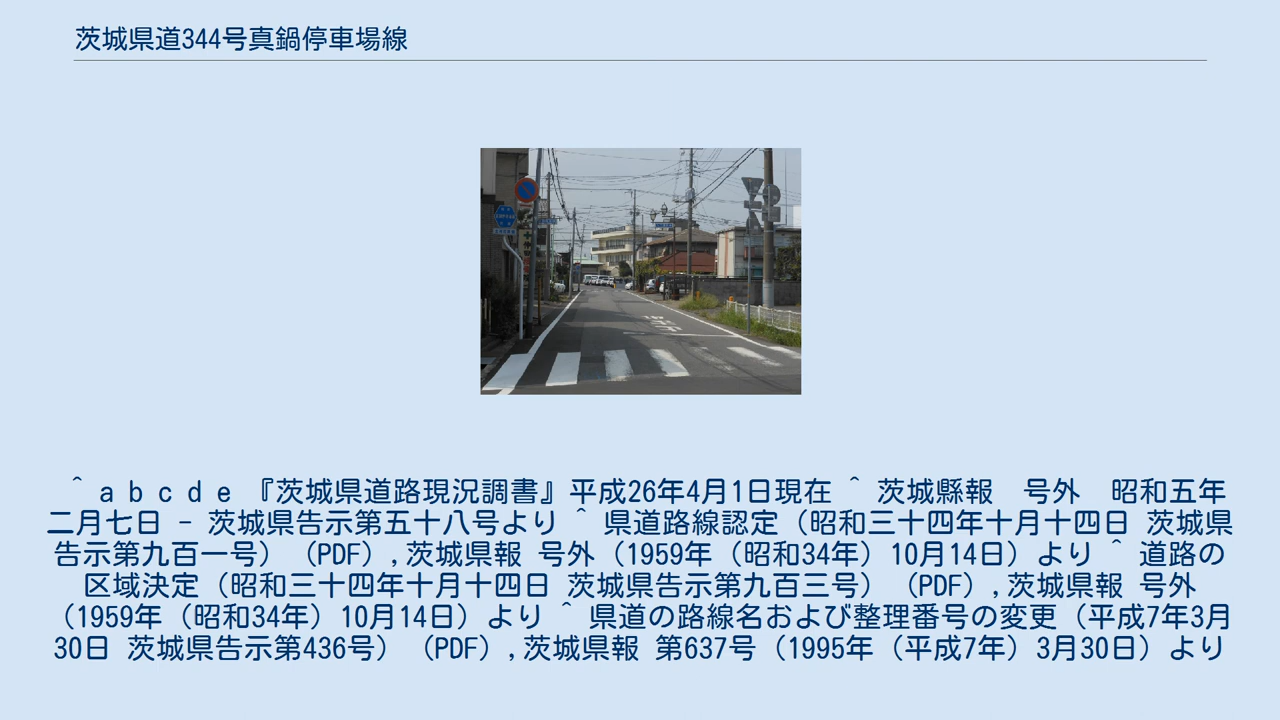 茨城県道344号真鍋停車場線
^ a b c d e 『茨城県道路現況調書』平成26年4月1日現在 ^ 茨城縣報　号外　昭和五年
二月七日 - 茨城県告示第五十八号より ^ 県道路線認定（昭和三十四年十月十四日 茨城県
告示第九百一号）（PDF）,茨城県報 号外（1959年（昭和34年）10月14日）より ^ 道路の
区域決定（昭和三十四年十月十四日 茨城県告示第九百三号）（PDF）,茨城県報 号外
（1959年（昭和34年）10月14日）より ^ 県道の路線名および整理番号の変更（平成7年3月
30日 茨城県告示第436号）（PDF）,茨城県報 第637号（1995年（平成7年）3月30日）より